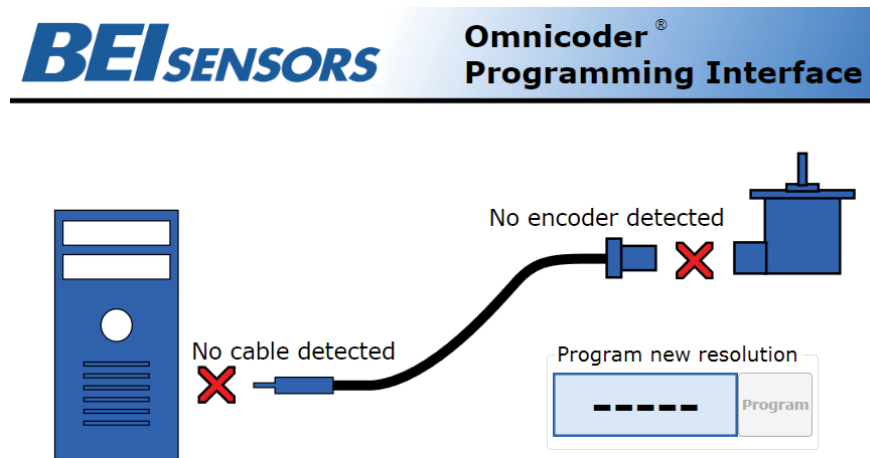 BEI SENSORS
Omnicoder®
Programming Interface
No encoder detected
No cable detected
Program new resolution
-----
Program